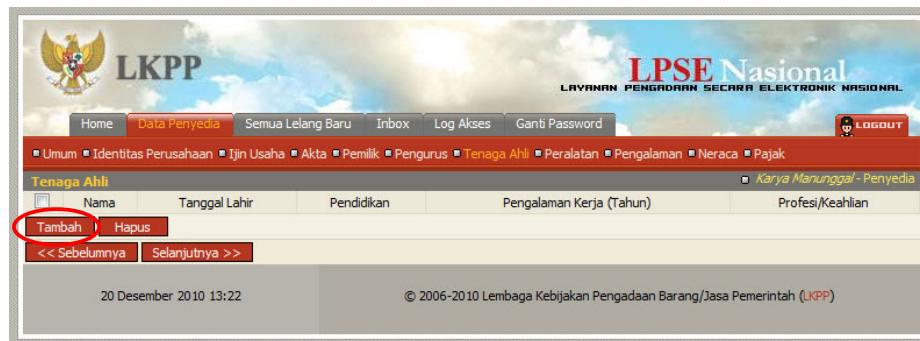 LKPP
LPSE Nasional
LAYANAN PENGADAAN SECARA ELEKTRONIK NASIONAL
Home Data Penyedia Semua Lelang Baru Inbox Log Akses Ganti Password LOGOUT
Umum Identitas Perusahaan Ijin Usaha Akta Pemilik Pengurus Tenaga Ahli Peralatan Pengalaman Neraca Pajak
Tenaga Ahli Karya Manunggal - Penyedia
Nama Tanggal Lahir Pendidikan Pengalaman Kerja (Tahun) Profesi/Keahlian
Tambah Hapus
<< Sebelumnya Selanjutnya >>
20 Desember 2010 13:22 © 2006-2010 Lembaga Kebijakan Pengadaan Barang/Jasa Pemerintah (LKPP)